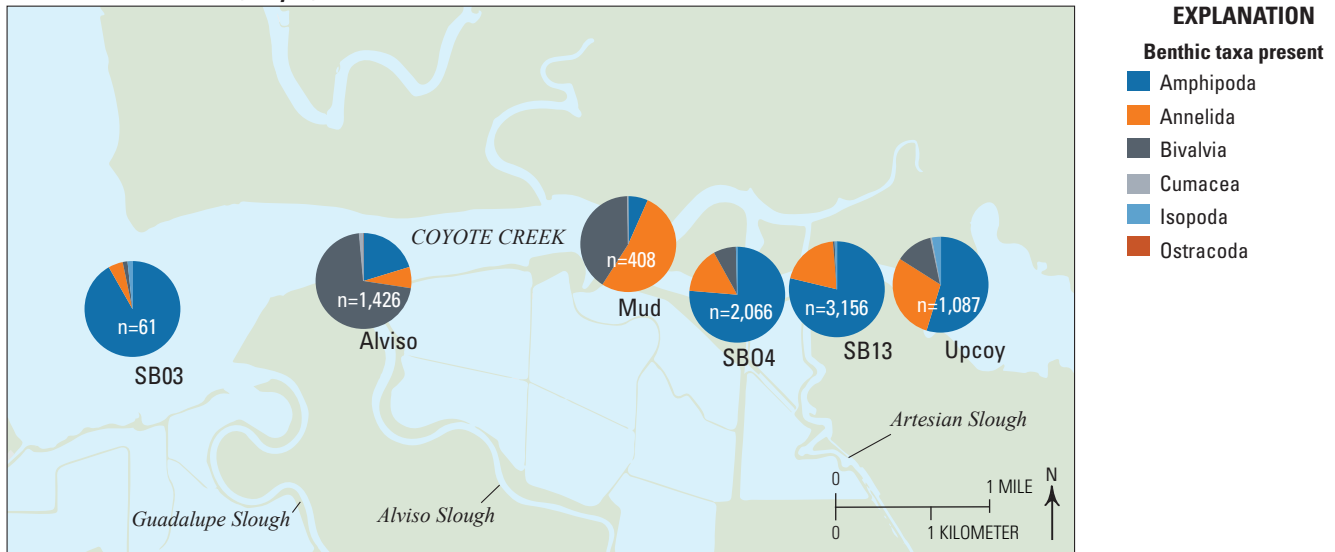 EXPLANATION
Benthic taxa present
Amphipoda
Annelida
Bivalvia
Cumacea
Isopoda
Ostracoda
COYOTE CREEK
n=61
SB03
n=1,426
Alviso
n=408
Mud
n=2,066
SBO4
n=3,156
SB13
n=1,087
Upcoy
Artesian Slough
Guadalupe Slough
Alviso Slough
0
1 MILE
0
1 KILOMETER
N